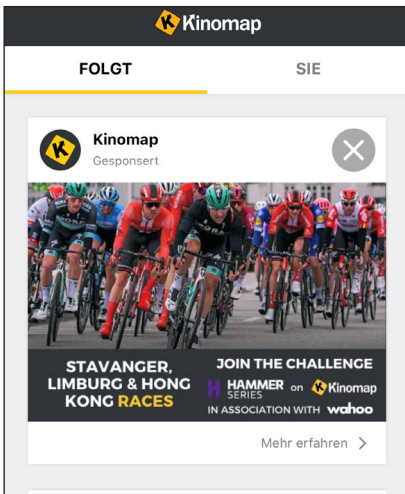 Kinomap
FOLGT
SIE
Kinomap
Gesponsert
STAVANGER,
LIMBURG & HONG
KONG RACES
JOIN THE CHALLENGE
HAMMER SERIES on Kinomap
IN ASSOCIATION WITH wahoo
Mehr erfahren